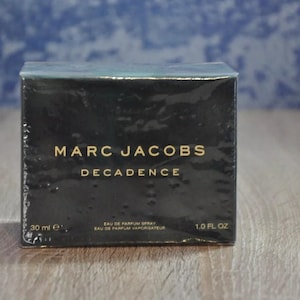 MARC JACOBS
DECADENCE
30 ml e EAU DE PARFUM SPRAY 1.0 FL OZ
EAU DE PARFUM VAPORISATEUR